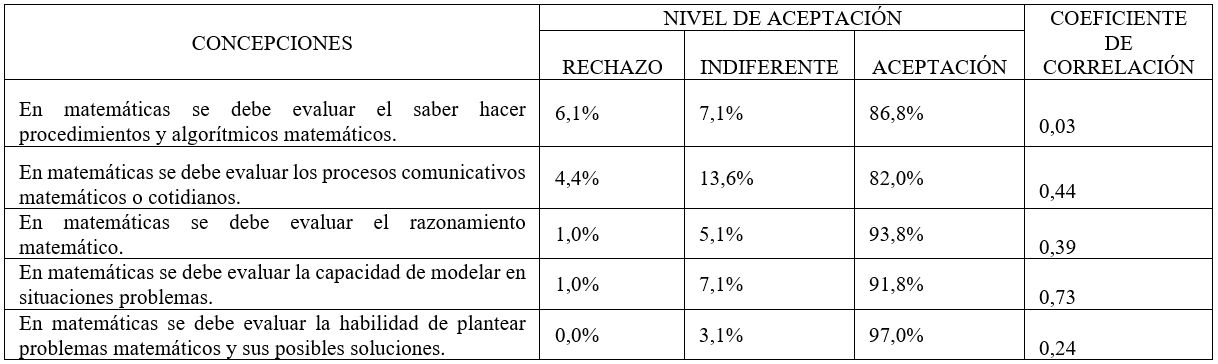 CONCEPCIONES
NIVEL DE ACEPTACIÓN
COEFICIENTE
DE
CORRELACIÓN
RECHAZO
INDIFERENTE
ACEPTACIÓN
En matemáticas se debe evaluar el saber hacer
procedimientos y algorítmicos matemáticos.
6,1%
7,1%
86,8%
0,03
En matemáticas se debe evaluar los procesos comunicativos
matemáticos o cotidianos.
4,4%
13,6%
82,0%
0,44
En matemáticas se debe evaluar el razonamiento
matemático.
1,0%
5,1%
93,8%
0,39
En matemáticas se debe evaluar la capacidad de modelar en
situaciones problemas.
1,0%
7,1%
91,8%
0,73
En matemáticas se debe evaluar la habilidad de plantear
problemas matemáticos y sus posibles soluciones.
0,0%
3,1%
97,0%
0,24